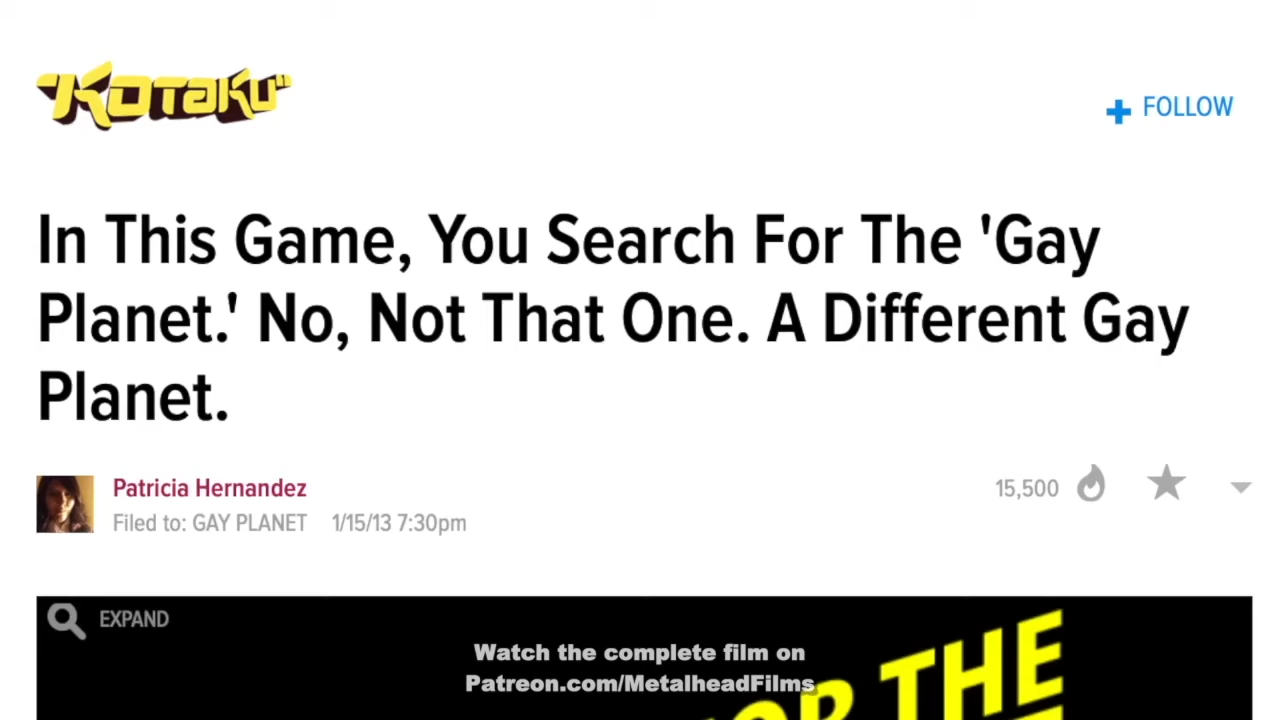 KOTAKU
FOLLOW
In This Game, You Search For The 'Gay
Planet.' No, Not That One. A Different Gay
Planet.
Patricia Hernandez
Filed to: GAY PLANET 1/15/13 7:30pm
15,500
EXPAND
Watch the complete film on
Patreon.com/MetalheadFilms
OR THE